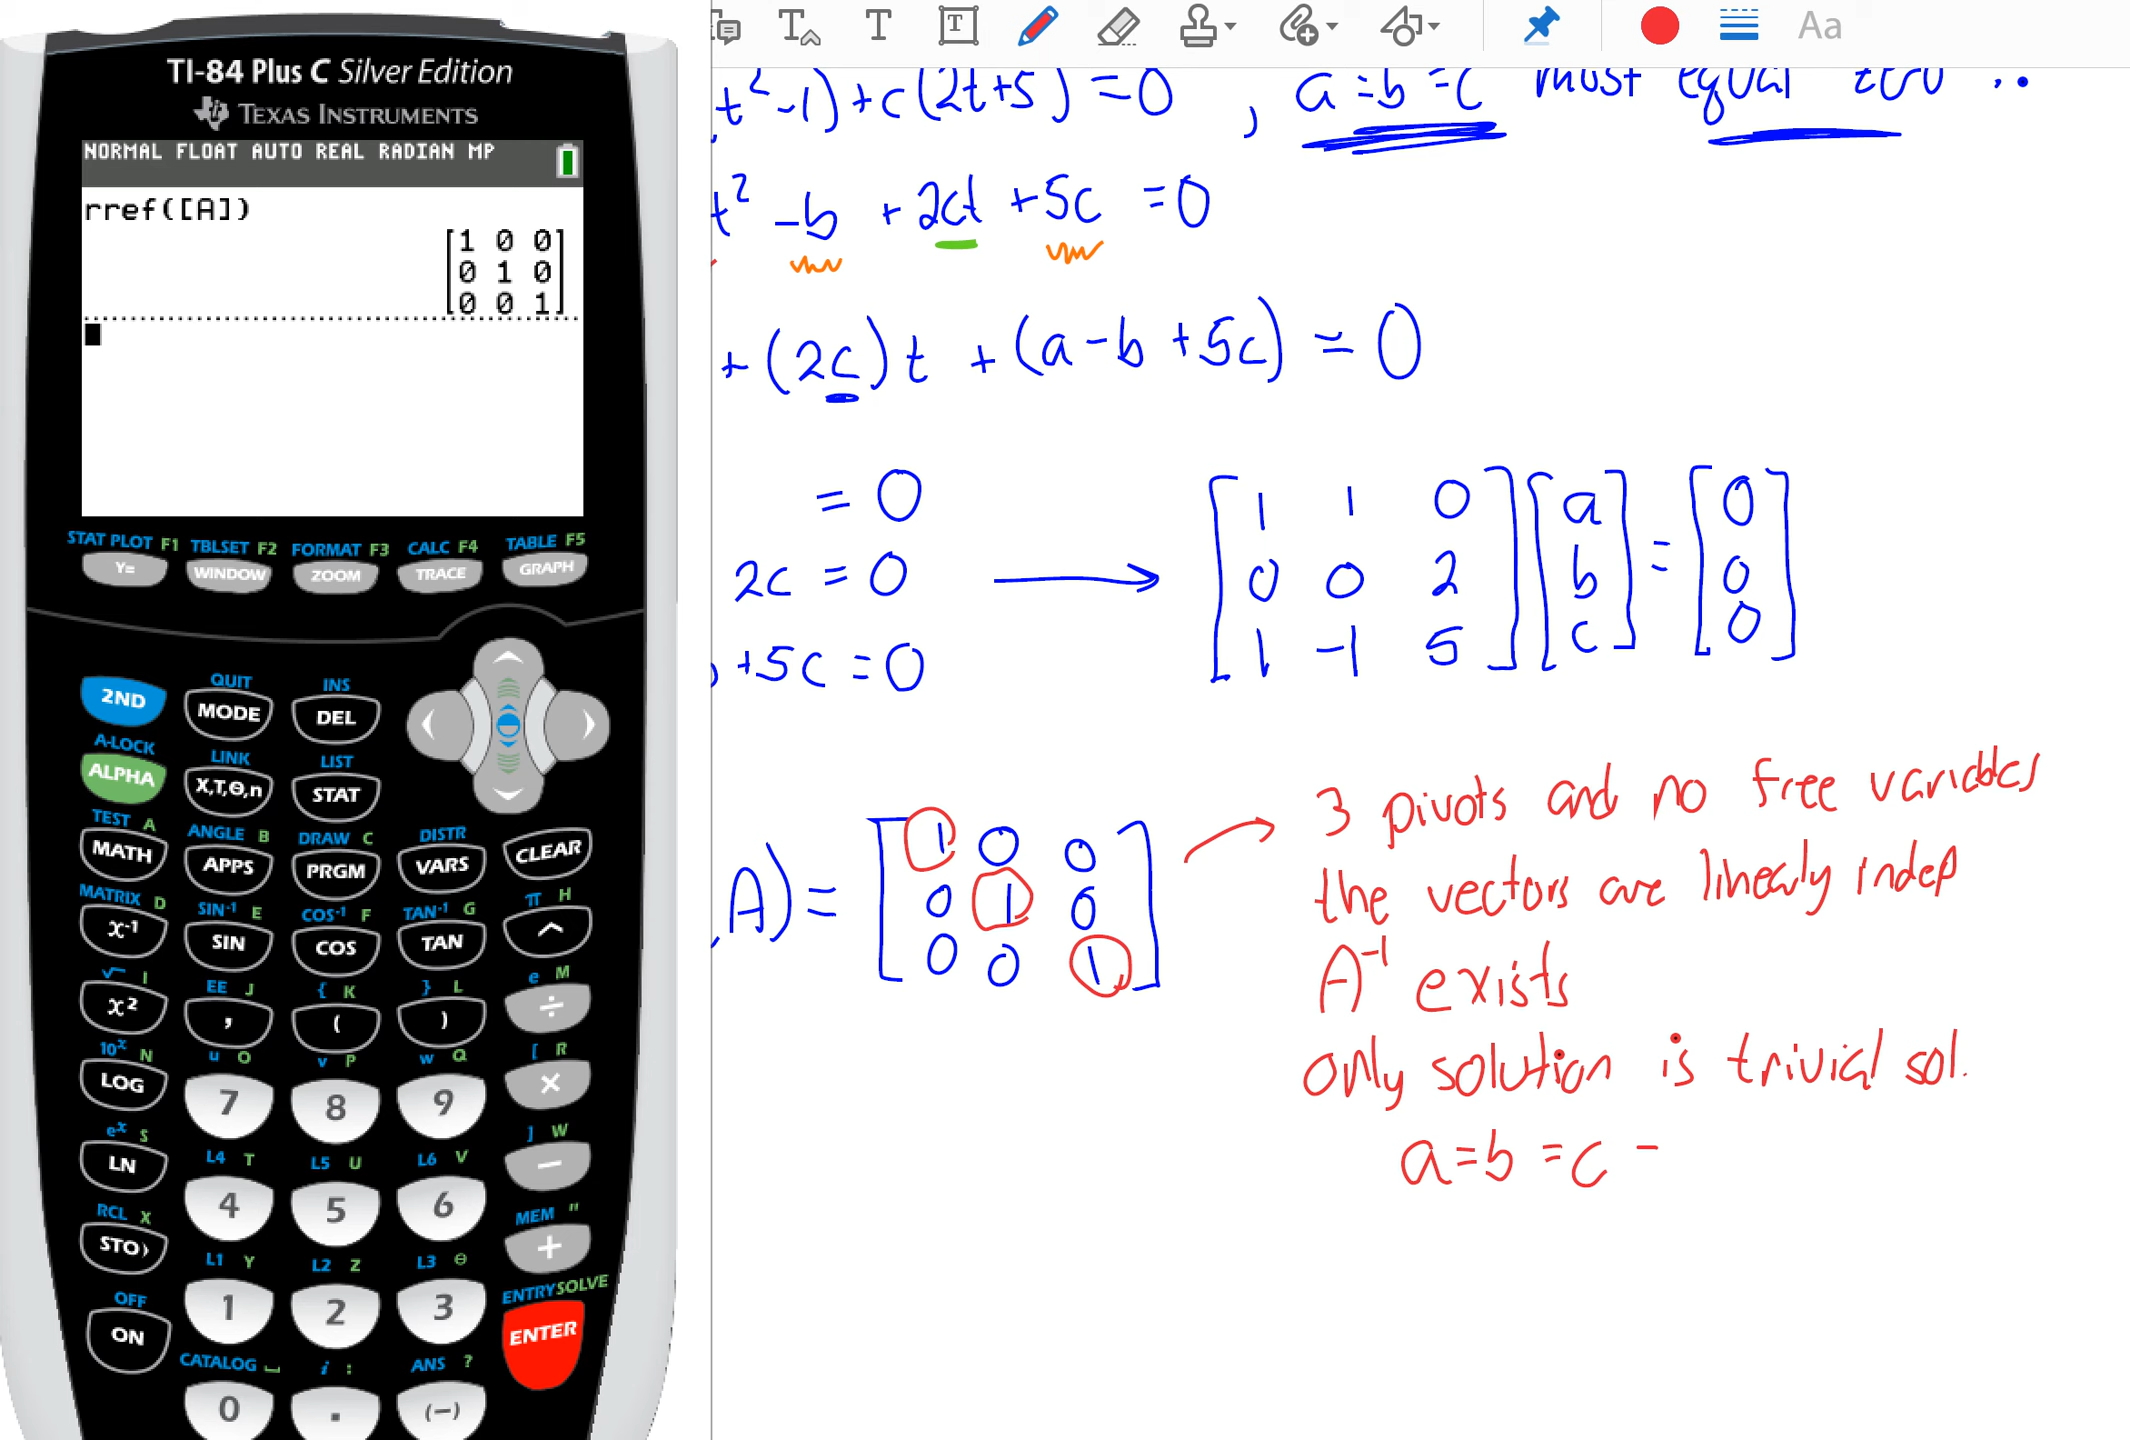 TI-84 Plus C Silver Edition
TEXAS INSTRUMENTS
NORMAL FLOAT AUTO REAL RADIAN MP
rref([A])
[1 0 0]
[0 1 0]
[0 0 1]
STAT PLOT F1 TBLSET F2 FORMAT F3 CALC F4 TABLE F5
Y= WINDOW ZOOM TRACE GRAPH
QUIT INS
2ND MODE DEL
A-LOCK LINK LIST
ALPHA X,T,Θ,n STAT
TEST A ANGLE B DRAW C DISTR
MATH APPS PRGM VARS CLEAR
MATRIX D SIN⁻¹ E COS⁻¹ F TAN⁻¹ G π H
x⁻¹ SIN COS TAN ^
√ I EE J { K } L e M
x² , ( ) ÷
10ˣ N u O v P w Q [ R
LOG 7 8 9 ×
eˣ S L4 T L5 U L6 V ] W
LN 4 5 6 −
RCL X L1 Y L2 Z L3 Θ MEM "
STO⟩ 1 2 3 +
OFF CATALOG ⎵ i : ANS ? ENTRY SOLVE
ON 0 . (−) ENTER
T T T Aa
t²-1) + c(2t+5) = 0 , a=b=c must equal zero ..
t² -b + 2ct + 5c = 0
+ (2c)t + (a-b+5c) = 0
= 0
2c = 0
+5c = 0
[1 1 0] [a] = [0]
[0 0 2] [b] [0]
[1 -1 5] [c] [0]
A) = [1 0 0]
[0 1 0]
[0 0 1]
3 pivots and no free variables
the vectors are linearly indep
A⁻¹ exists
only solution is trivial sol.
a=b=c -